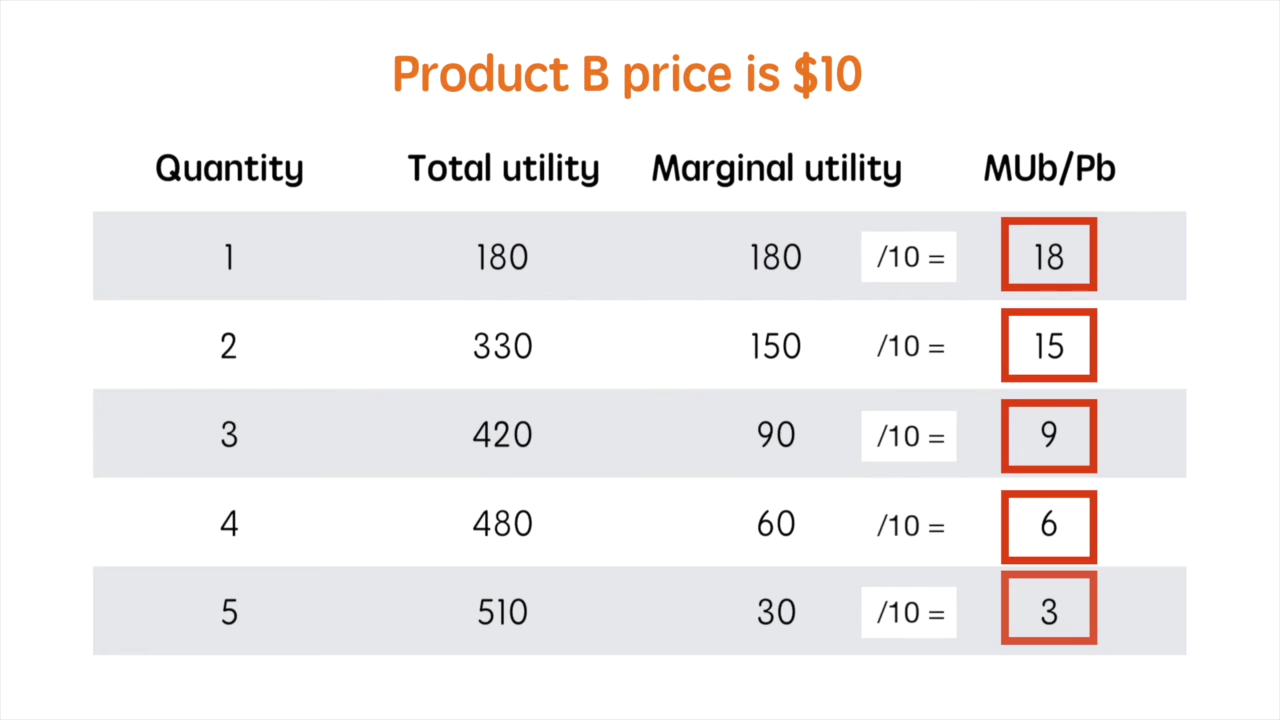 Product B price is $10
Quantity Total utility Marginal utility MUb/Pb
1 180 180 /10 = 18
2 330 150 /10 = 15
3 420 90 /10 = 9
4 480 60 /10 = 6
5 510 30 /10 = 3